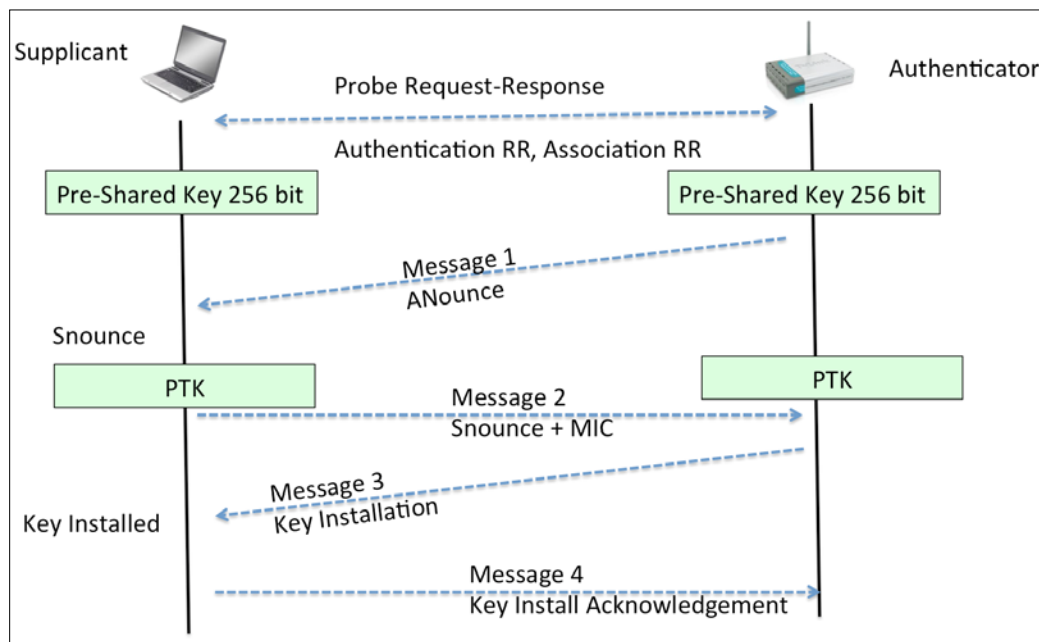 Supplicant
Authenticator
Probe Request-Response
Authentication RR, Association RR
Pre-Shared Key 256 bit
Pre-Shared Key 256 bit
Message 1
ANounce
Snounce
PTK
PTK
Message 2
Snounce + MIC
Message 3
Key Installation
Key Installed
Message 4
Key Install Acknowledgement